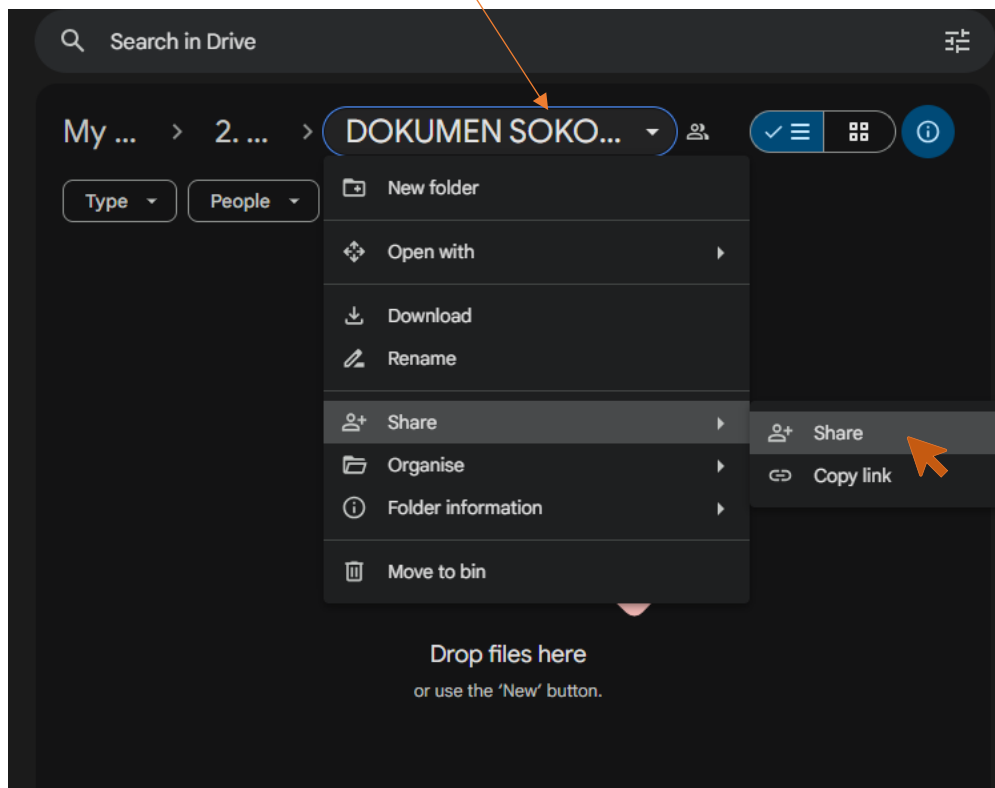 Search in Drive
My ... > 2. ... > DOKUMEN SOKO...
Type People
New folder
Open with
Download
Rename
Share
Organise
Folder information
Move to bin
Share
Copy link
Drop files here
or use the ‘New’ button.